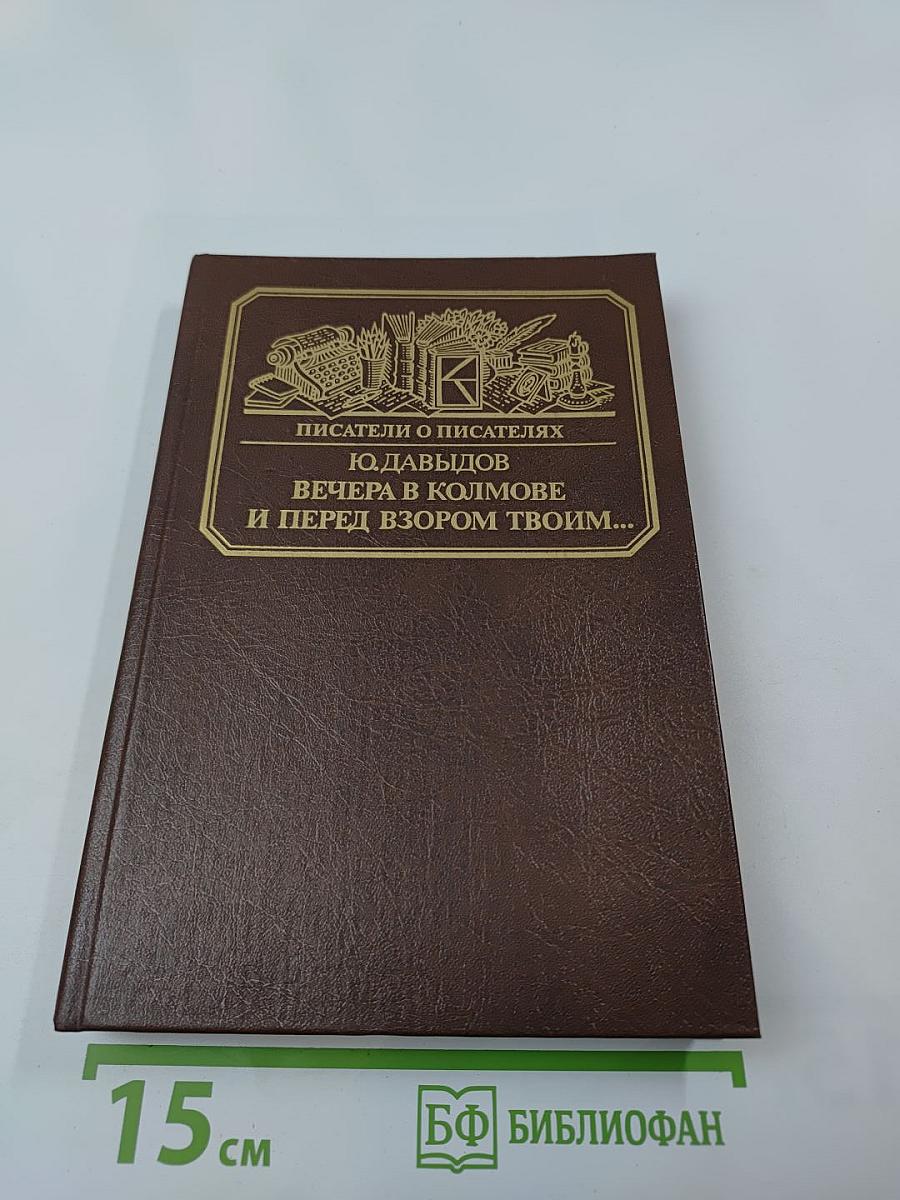 К
ПИСАТЕЛИ О ПИСАТЕЛЯХ
Ю.ДАВЫДОВ
ВЕЧЕРА В КОЛМОВЕ
И ПЕРЕД ВЗОРОМ ТВОИМ...
15 см
БФ БИБЛИОФАН